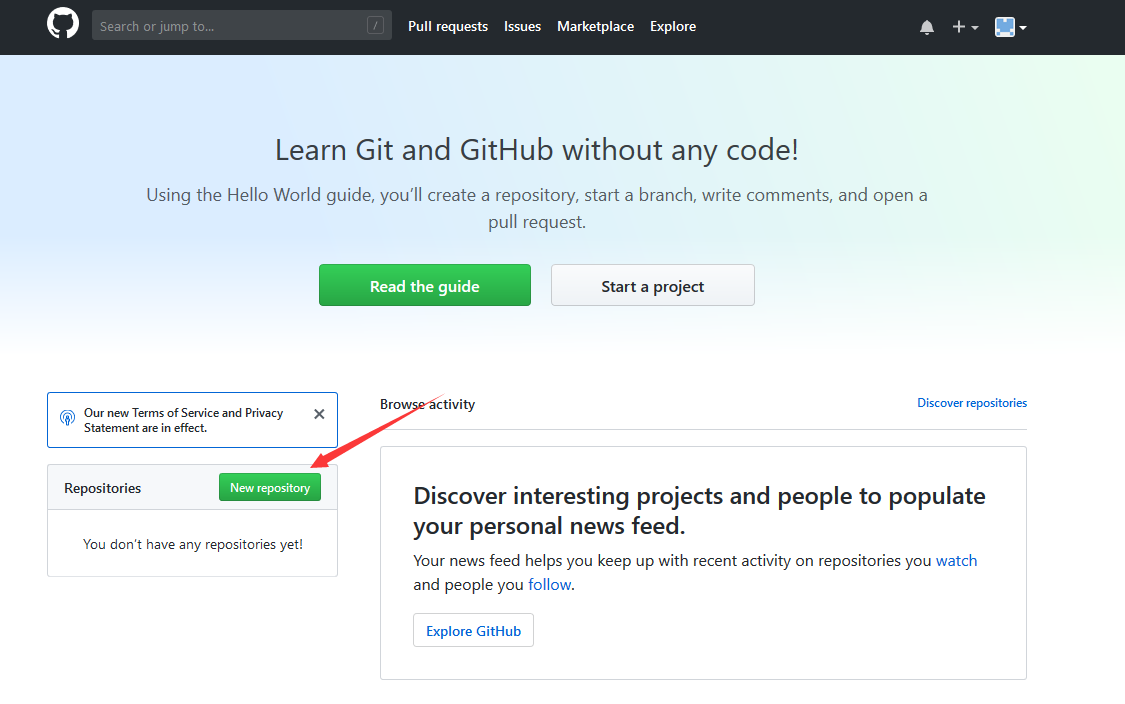 Search or jump to... /
Pull requests Issues Marketplace Explore
Learn Git and GitHub without any code!
Using the Hello World guide, you’ll create a repository, start a branch, write comments, and open a
pull request.
Read the guide
Start a project
Our new Terms of Service and Privacy
Statement are in effect.
Repositories
New repository
You don’t have any repositories yet!
Browse activity
Discover repositories
Discover interesting projects and people to populate
your personal news feed.
Your news feed helps you keep up with recent activity on repositories you watch
and people you follow.
Explore GitHub